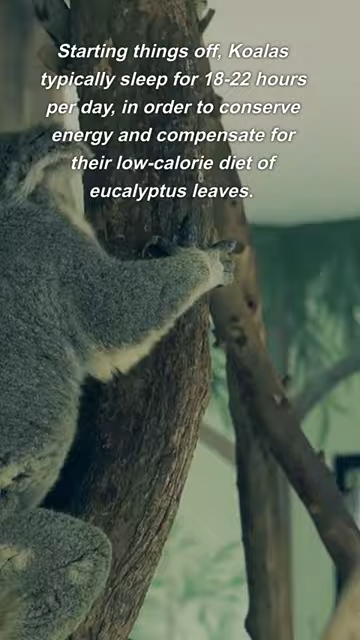 Starting things off, Koalas
typically sleep for 18-22 hours
per day, in order to conserve
energy and compensate for
their low-calorie diet of
eucalyptus leaves.